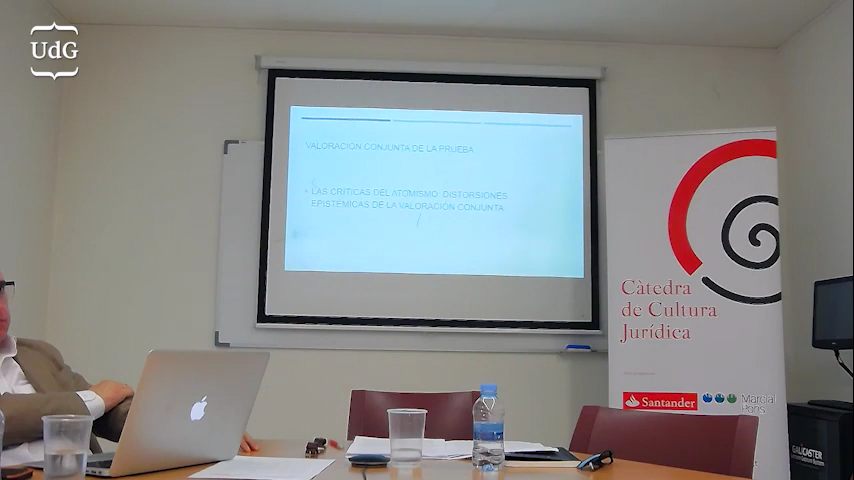 UdG
VALORACIÓN CONJUNTA DE LA PRUEBA
LAS CRÍTICAS DEL ATOMISMO: DISTORSIONES
EPISTÉMICAS DE LA VALORACIÓN CONJUNTA
Càtedra
de Cultura
Jurídica
Santander
Marcial
Pons
GALICASTER